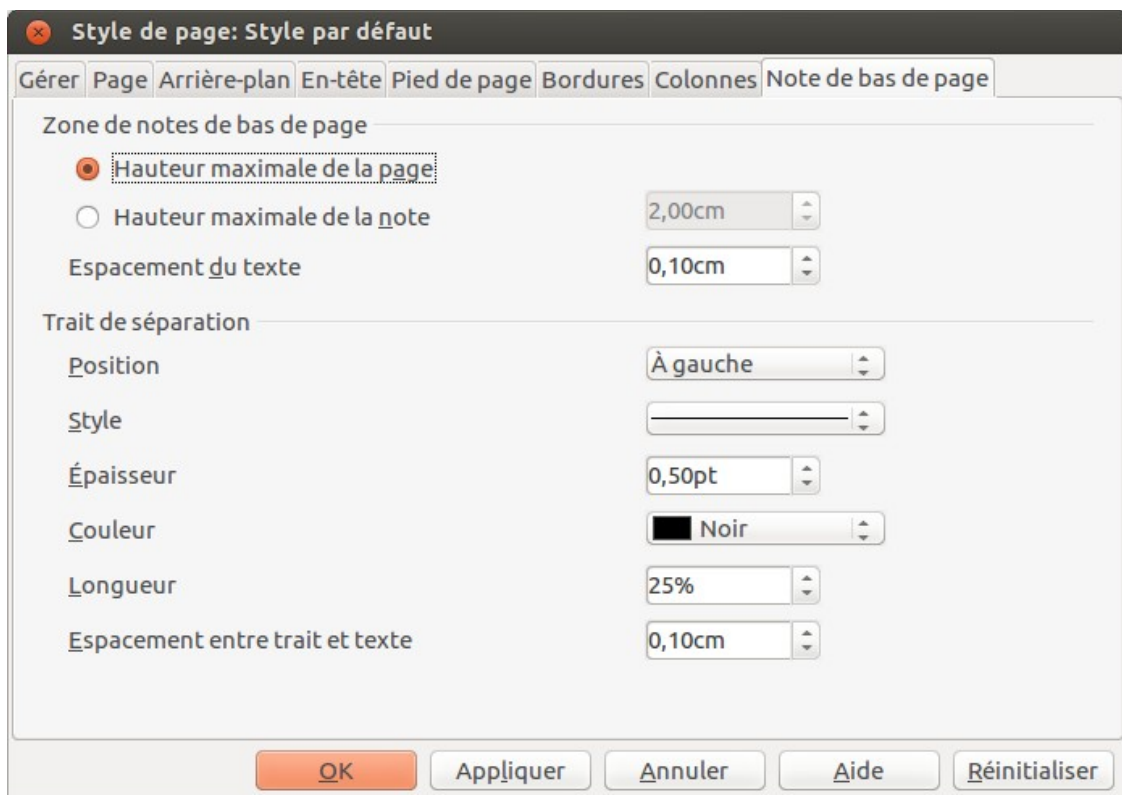 Style de page: Style par défaut
Gérer Page Arrière-plan En-tête Pied de page Bordures Colonnes Note de bas de page
Zone de notes de bas de page
Hauteur maximale de la page
Hauteur maximale de la note 2,00cm
Espacement du texte 0,10cm
Trait de séparation
Position À gauche
Style
Épaisseur 0,50pt
Couleur Noir
Longueur 25%
Espacement entre trait et texte 0,10cm
OK Appliquer Annuler Aide Réinitialiser